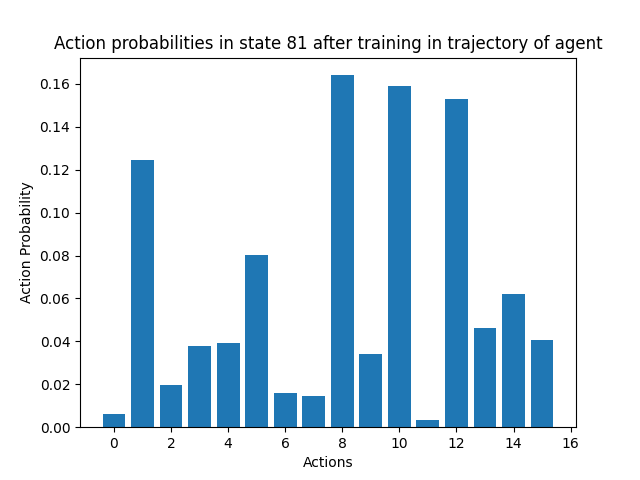 Action probabilities in state 81 after training in trajectory of agent
Action Probability
0.16
0.14
0.12
0.10
0.08
0.06
0.04
0.02
0.00
0 2 4 6 8 10 12 14 16
Actions